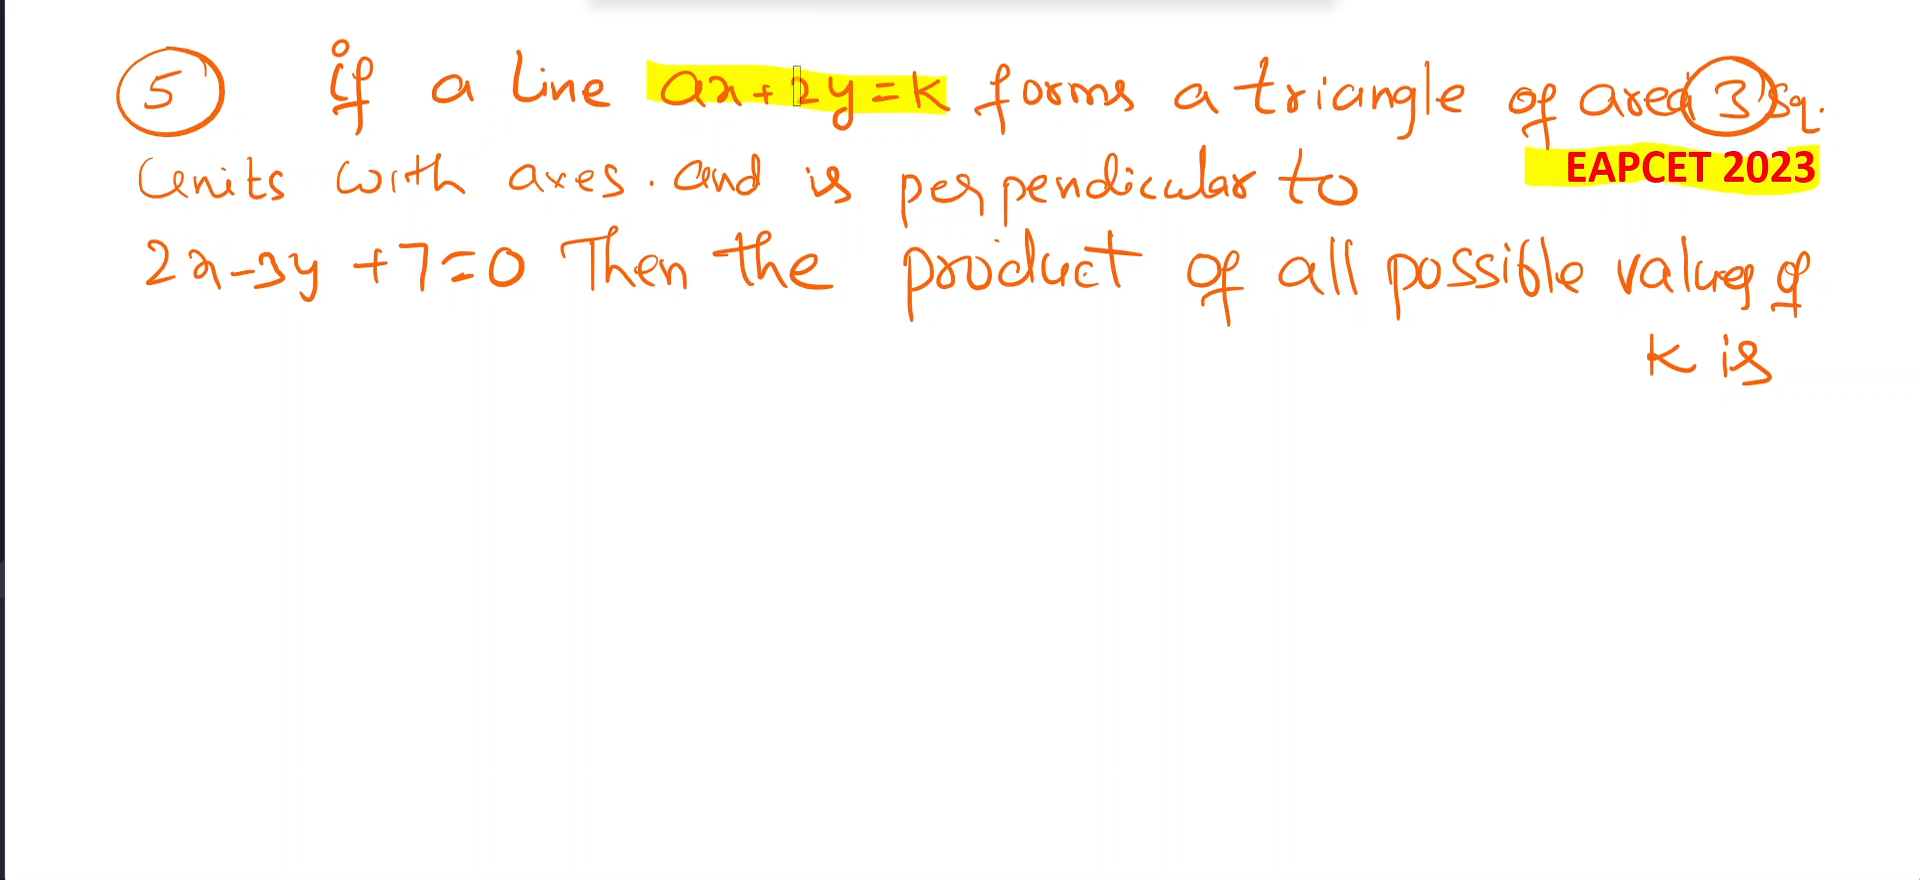 5 if a line ax+2y=k forms a triangle of area 3 sq.
units with axes. and is perpendicular to
EAPCET 2023
2x-3y+7=0 Then the product of all possible values of
k is